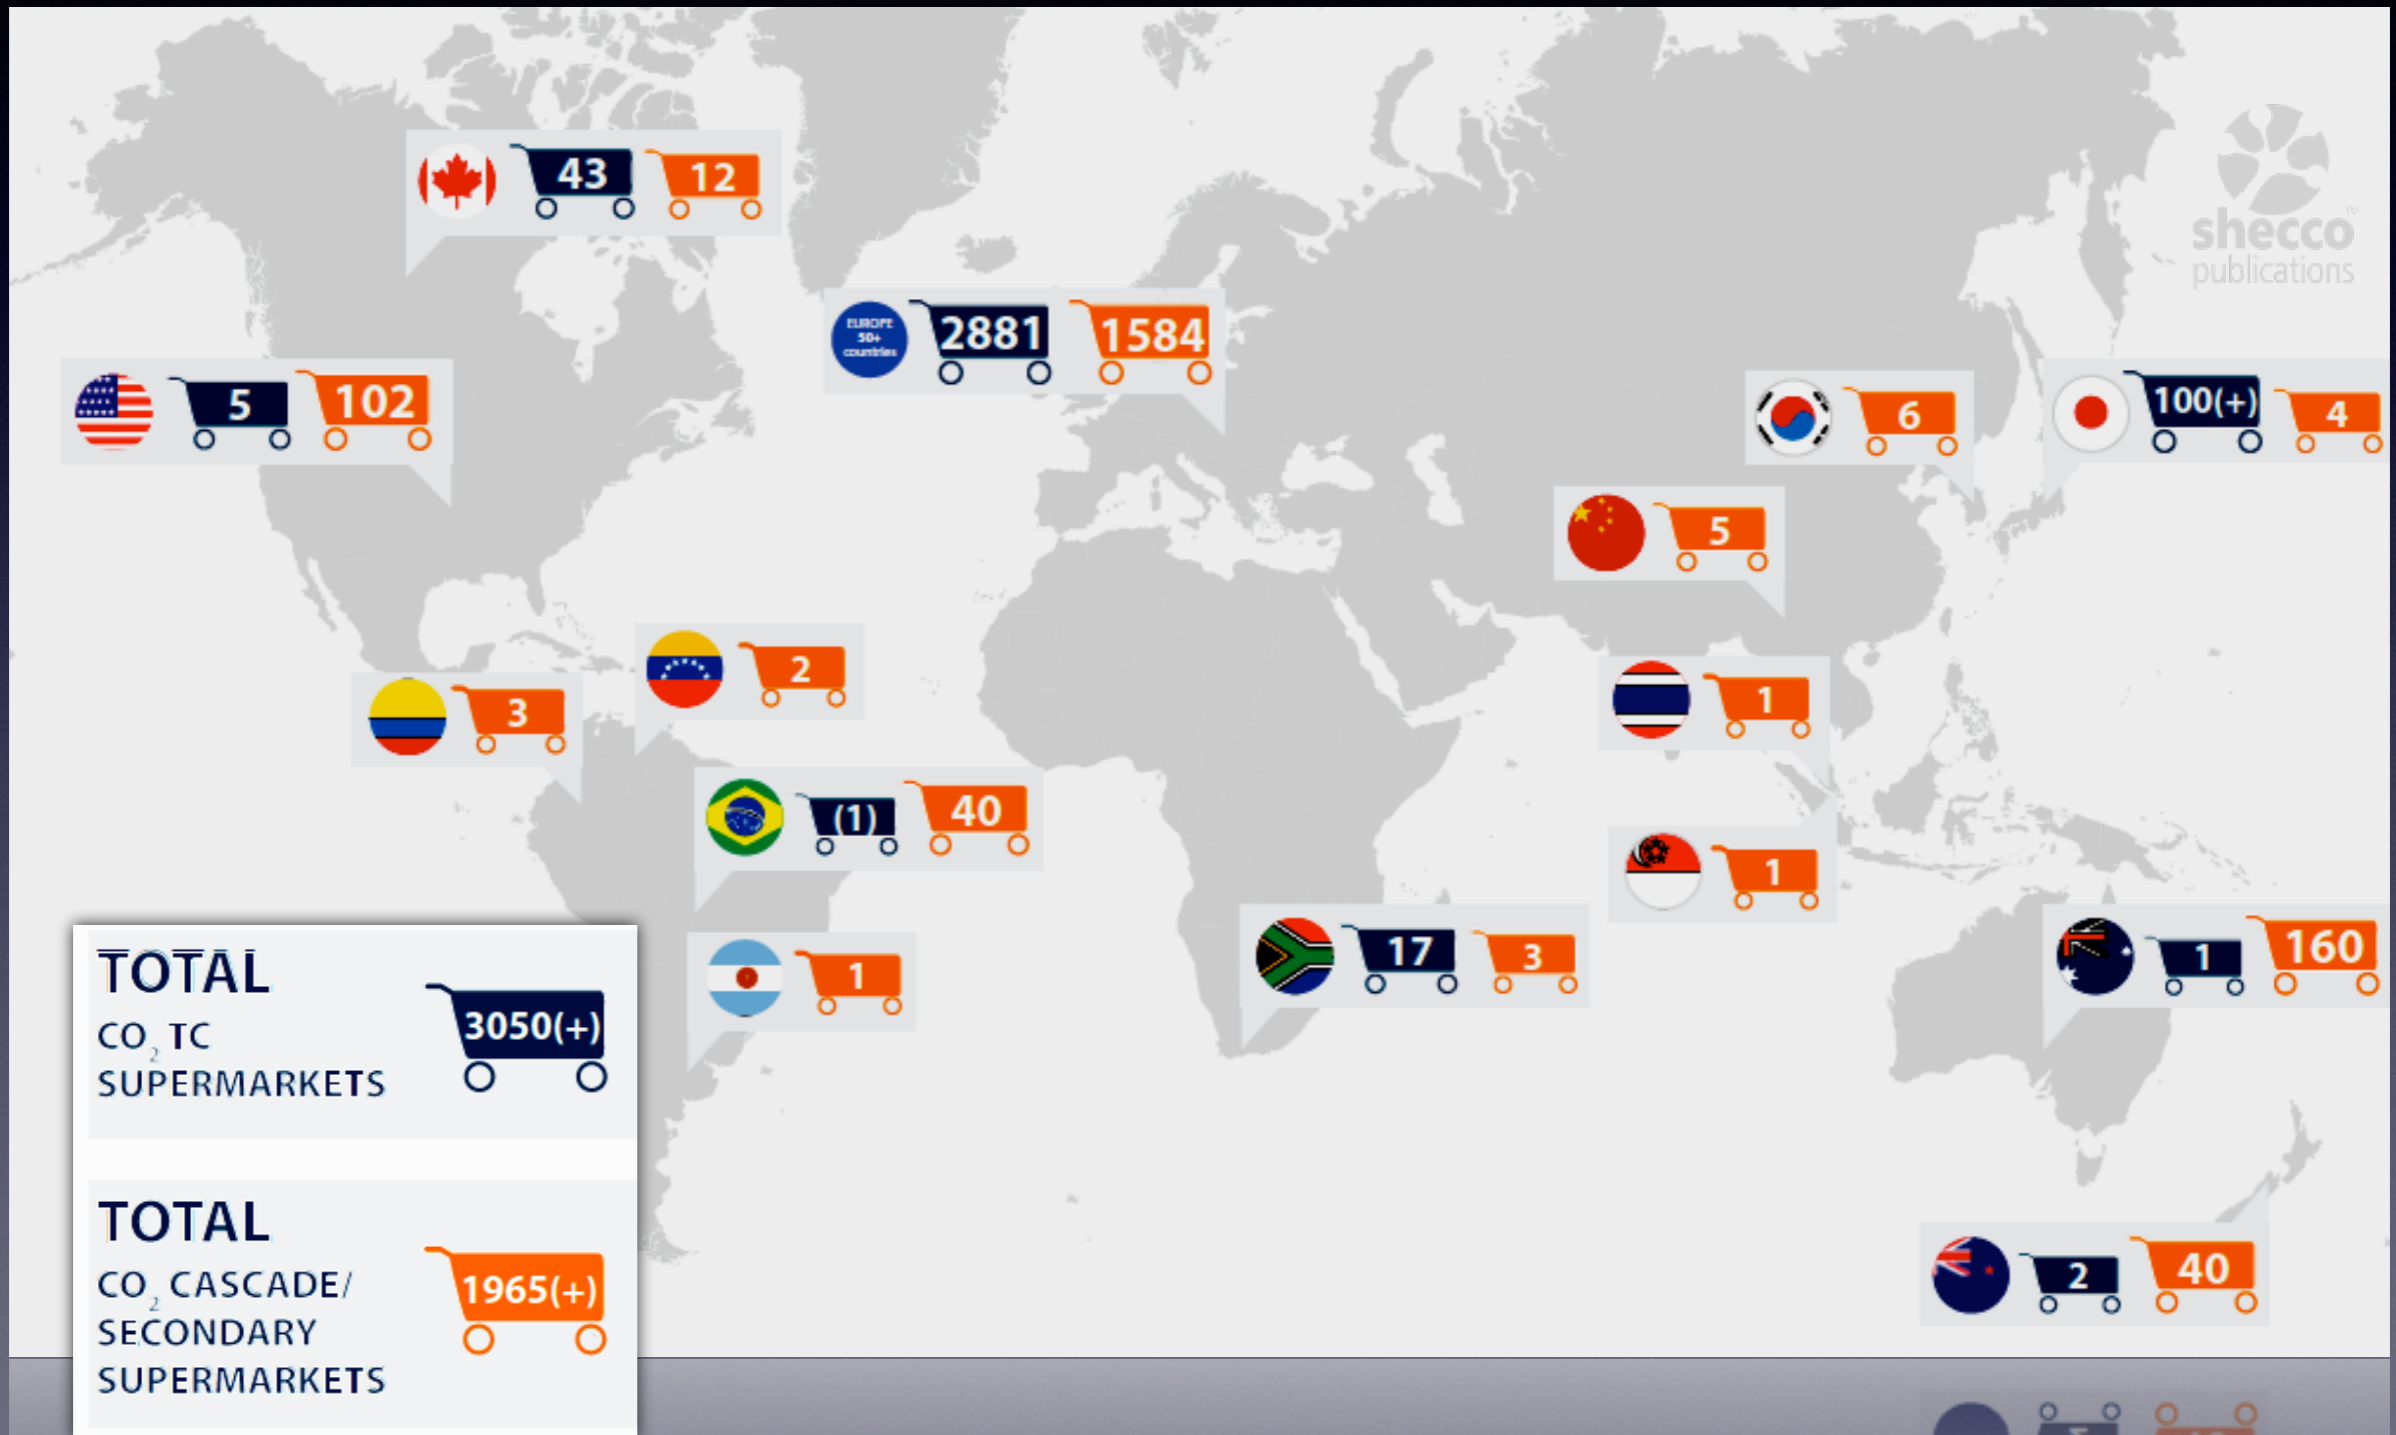 43 12
shecco™
publications
EUROPE
50+
countries
2881 1584
5 102
6
100(+) 4
5
2
3
1
(1) 40
1
1
17 3
1 160
TOTAL
CO2 TC
SUPERMARKETS
3050(+)
TOTAL
CO2 CASCADE/
SECONDARY
SUPERMARKETS
1965(+)
2 40